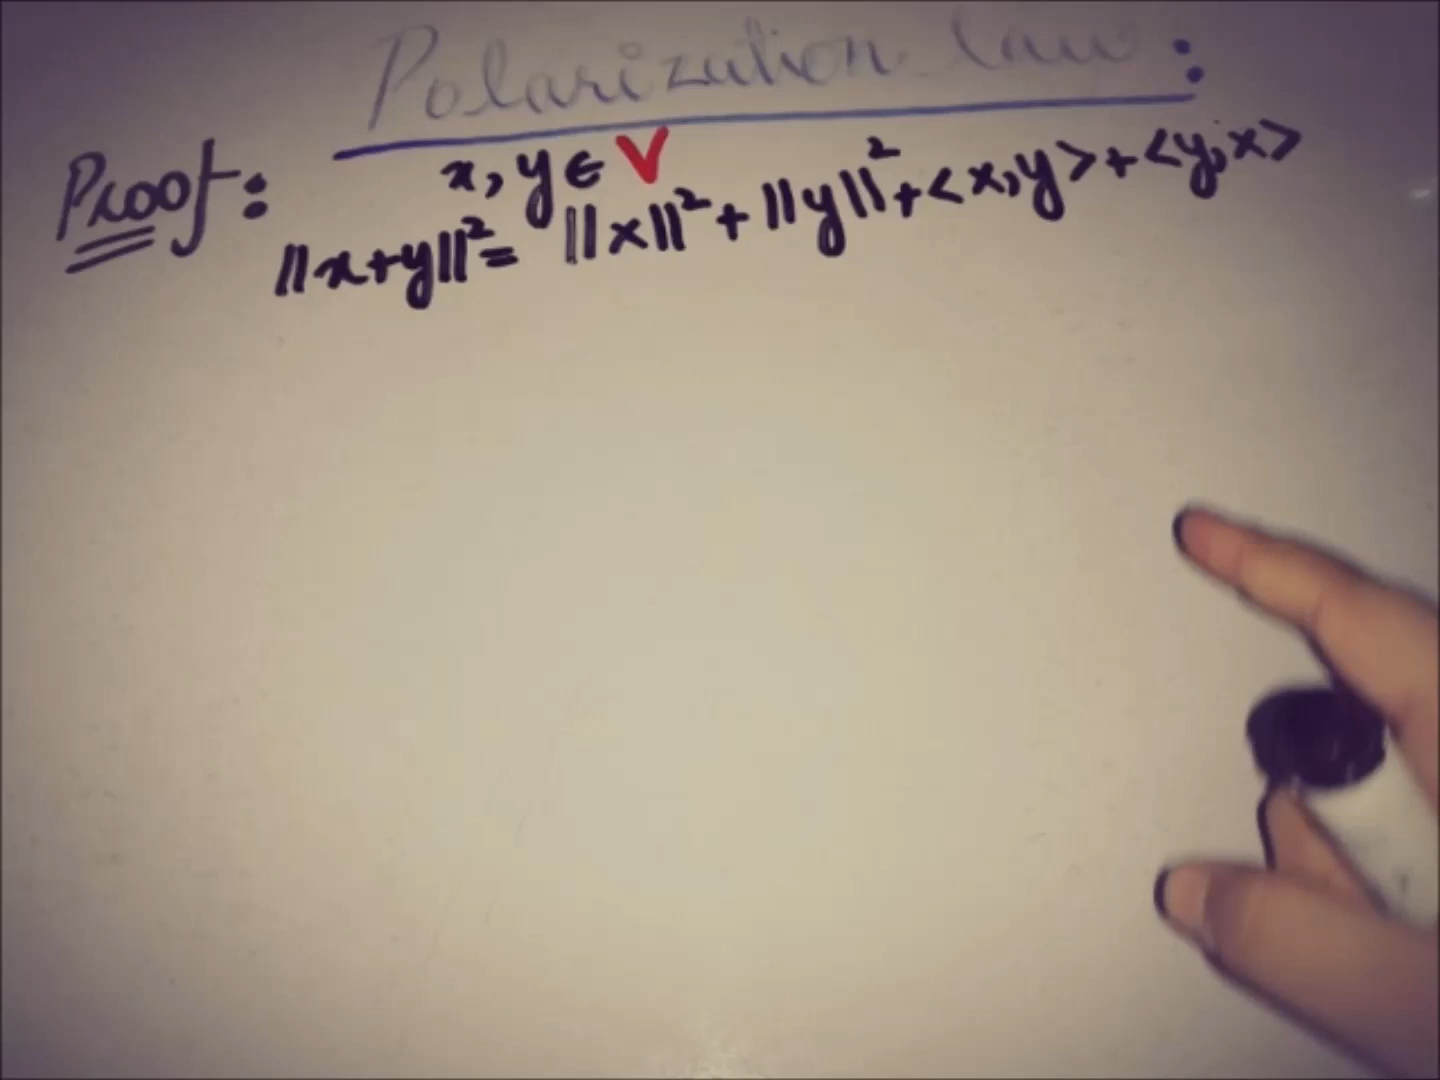 Polarization law:
Proof:
x, y ∈ V
||x+y||² = ||x||² + ||y||² + <x,y> + <y,x>